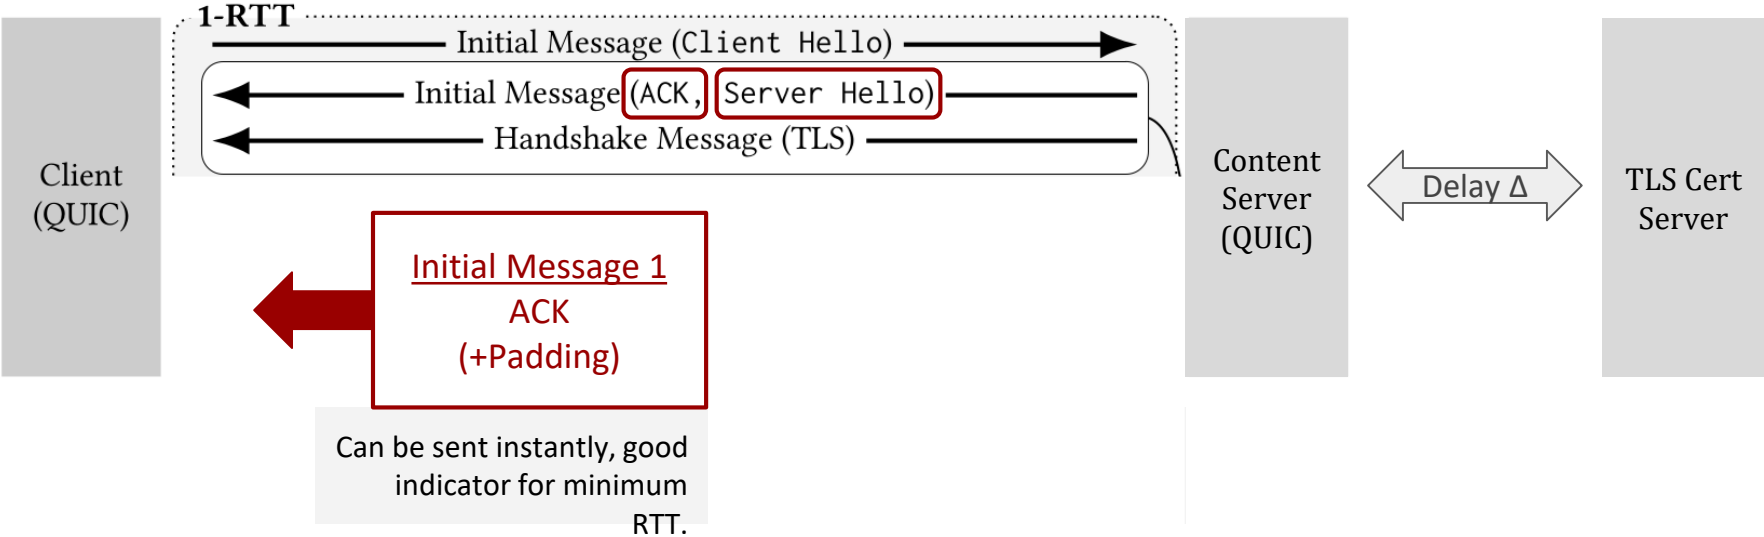 1-RTT
Initial Message (Client Hello)
Initial Message (ACK, Server Hello)
Handshake Message (TLS)
Client
(QUIC)
Content
Server
(QUIC)
Delay Δ
TLS Cert
Server
Initial Message 1
ACK
(+Padding)
Can be sent instantly, good
indicator for minimum
RTT.